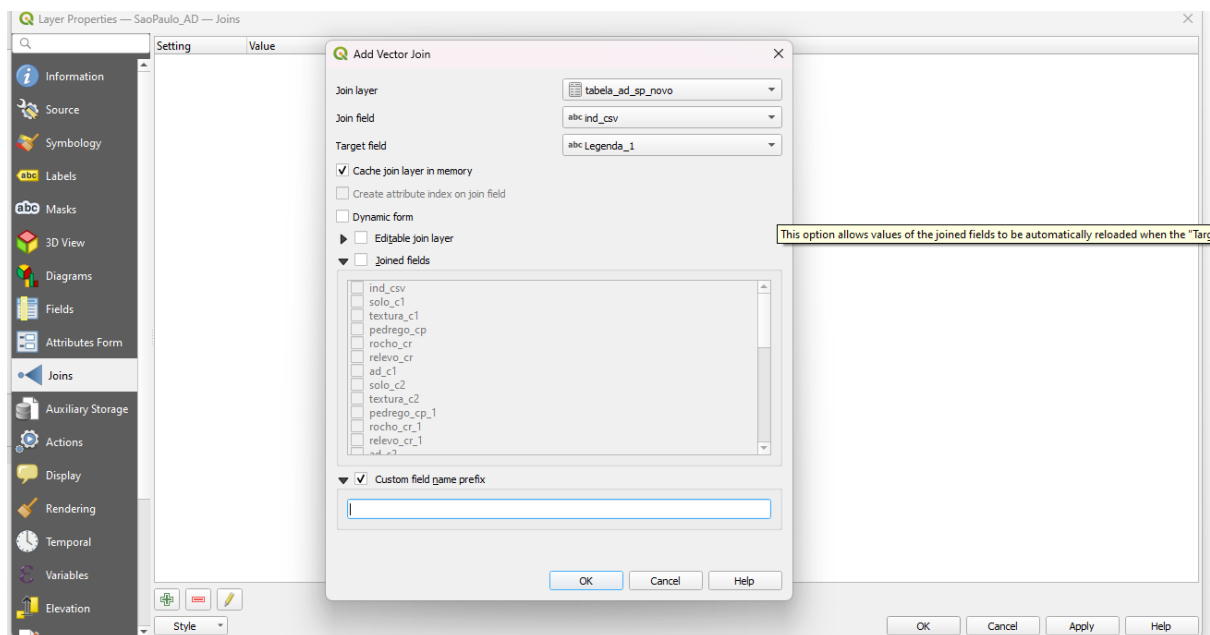 Layer Properties — SaoPaulo_AD — Joins
Setting Value
Information
Source
Symbology
abc Labels
abc Masks
3D View
Diagrams
Fields
Attributes Form
Joins
Auxiliary Storage
Actions
Display
Rendering
Temporal
Variables
Elevation
Add Vector Join
Join layer tabela_ad_sp_novo
Join field abc ind_csv
Target field abc Legenda_1
Cache join layer in memory
Create attribute index on join field
Dynamic form
Editable join layer
Joined fields
ind_csv
solo_c1
textura_c1
pedrego_cp
rocho_cr
relevo_cr
ad_c1
solo_c2
textura_c2
pedrego_cp_1
rocho_cr_1
relevo_cr_1
ad_c2
Custom field name prefix
OK Cancel Help
This option allows values of the joined fields to be automatically reloaded when the "Targ
Style
OK Cancel Apply Help